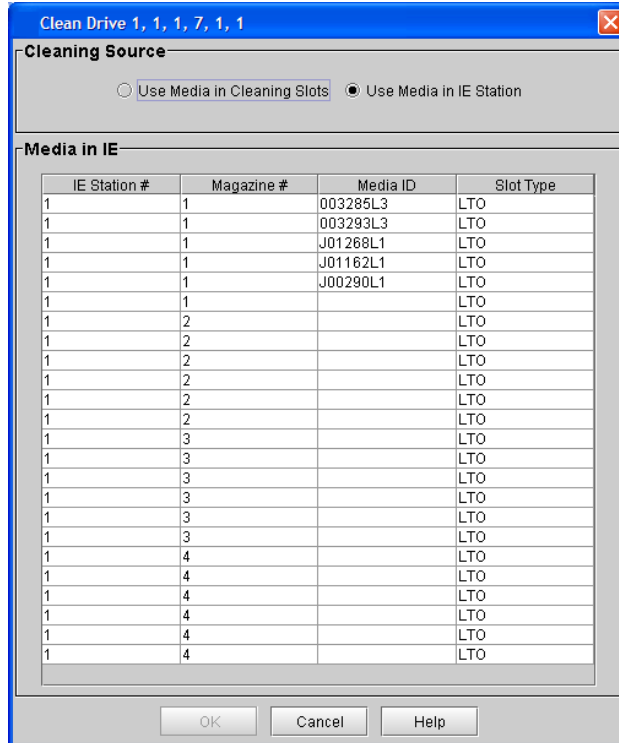 Clean Drive 1, 1, 1, 7, 1, 1
Cleaning Source
Use Media in Cleaning Slots Use Media in IE Station
Media in IE
IE Station # Magazine # Media ID Slot Type
1 1 003285L3 LTO
1 1 003293L3 LTO
1 1 J01268L1 LTO
1 1 J01162L1 LTO
1 1 J00290L1 LTO
1 1 LTO
1 2 LTO
1 2 LTO
1 2 LTO
1 2 LTO
1 2 LTO
1 2 LTO
1 3 LTO
1 3 LTO
1 3 LTO
1 3 LTO
1 3 LTO
1 3 LTO
1 4 LTO
1 4 LTO
1 4 LTO
1 4 LTO
1 4 LTO
1 4 LTO
OK Cancel Help